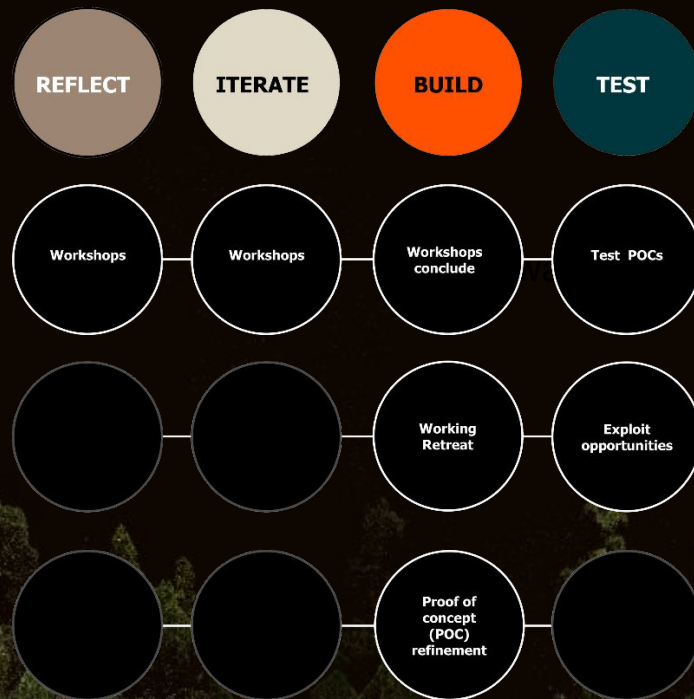 REFLECT
ITERATE
BUILD
TEST
Workshops
Workshops
Workshops
conclude
Test POCs
Working
Retreat
Exploit
opportunities
Proof of
concept
(POC)
refinement